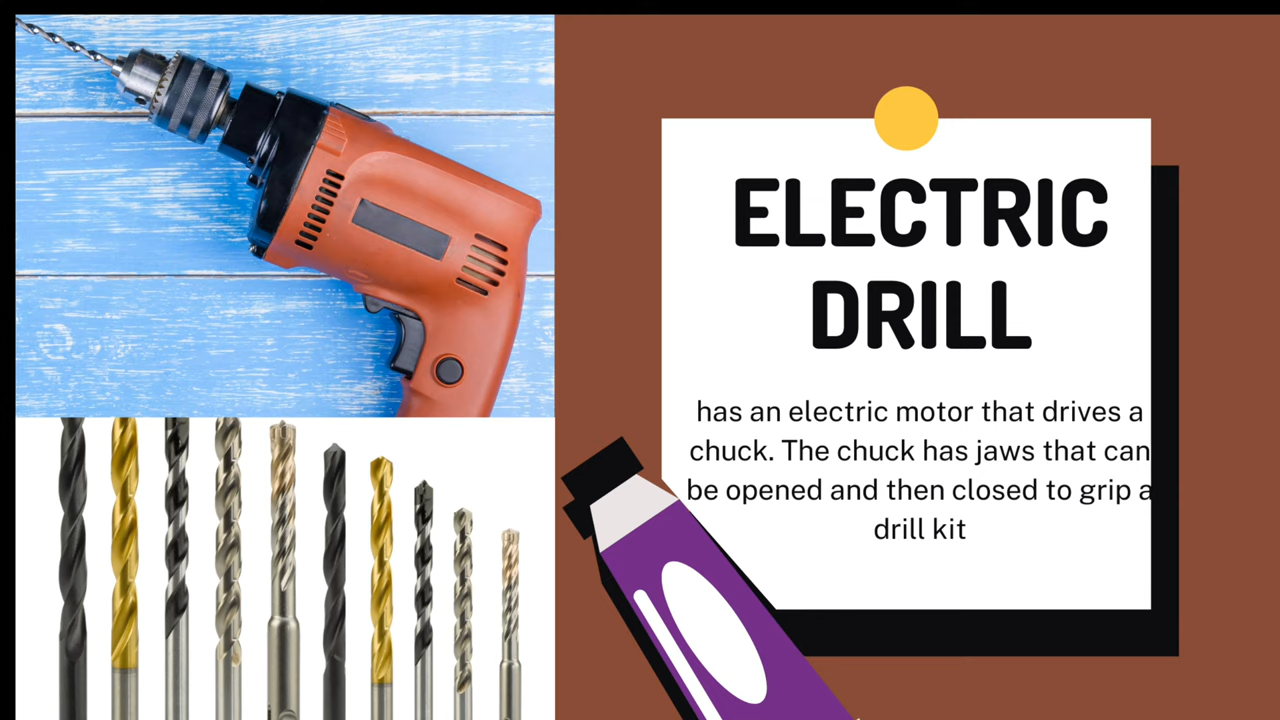 ELECTRIC
DRILL
has an electric motor that drives a
chuck. The chuck has jaws that can
be opened and then closed to grip a
drill kit